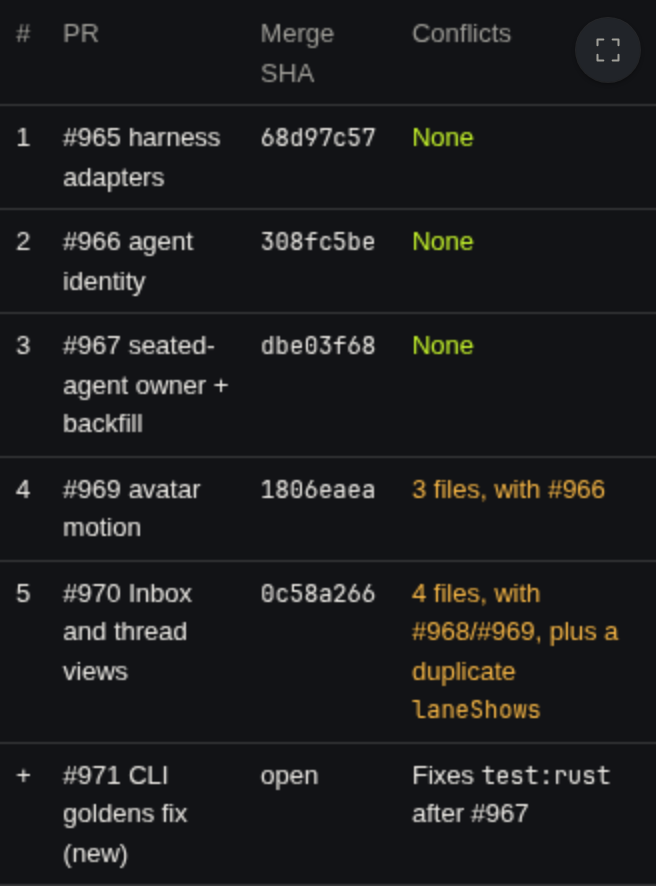 # PR Merge Conflicts
SHA
1 #965 harness 68d97c57 None
adapters
2 #966 agent 308fc5be None
identity
3 #967 seated- dbe03f68 None
agent owner +
backfill
4 #969 avatar 1806eaea 3 files, with #966
motion
5 #970 Inbox 0c58a266 4 files, with
and thread #968/#969, plus a
views duplicate
laneShows
+ #971 CLI open Fixes test:rust
goldens fix after #967
(new)